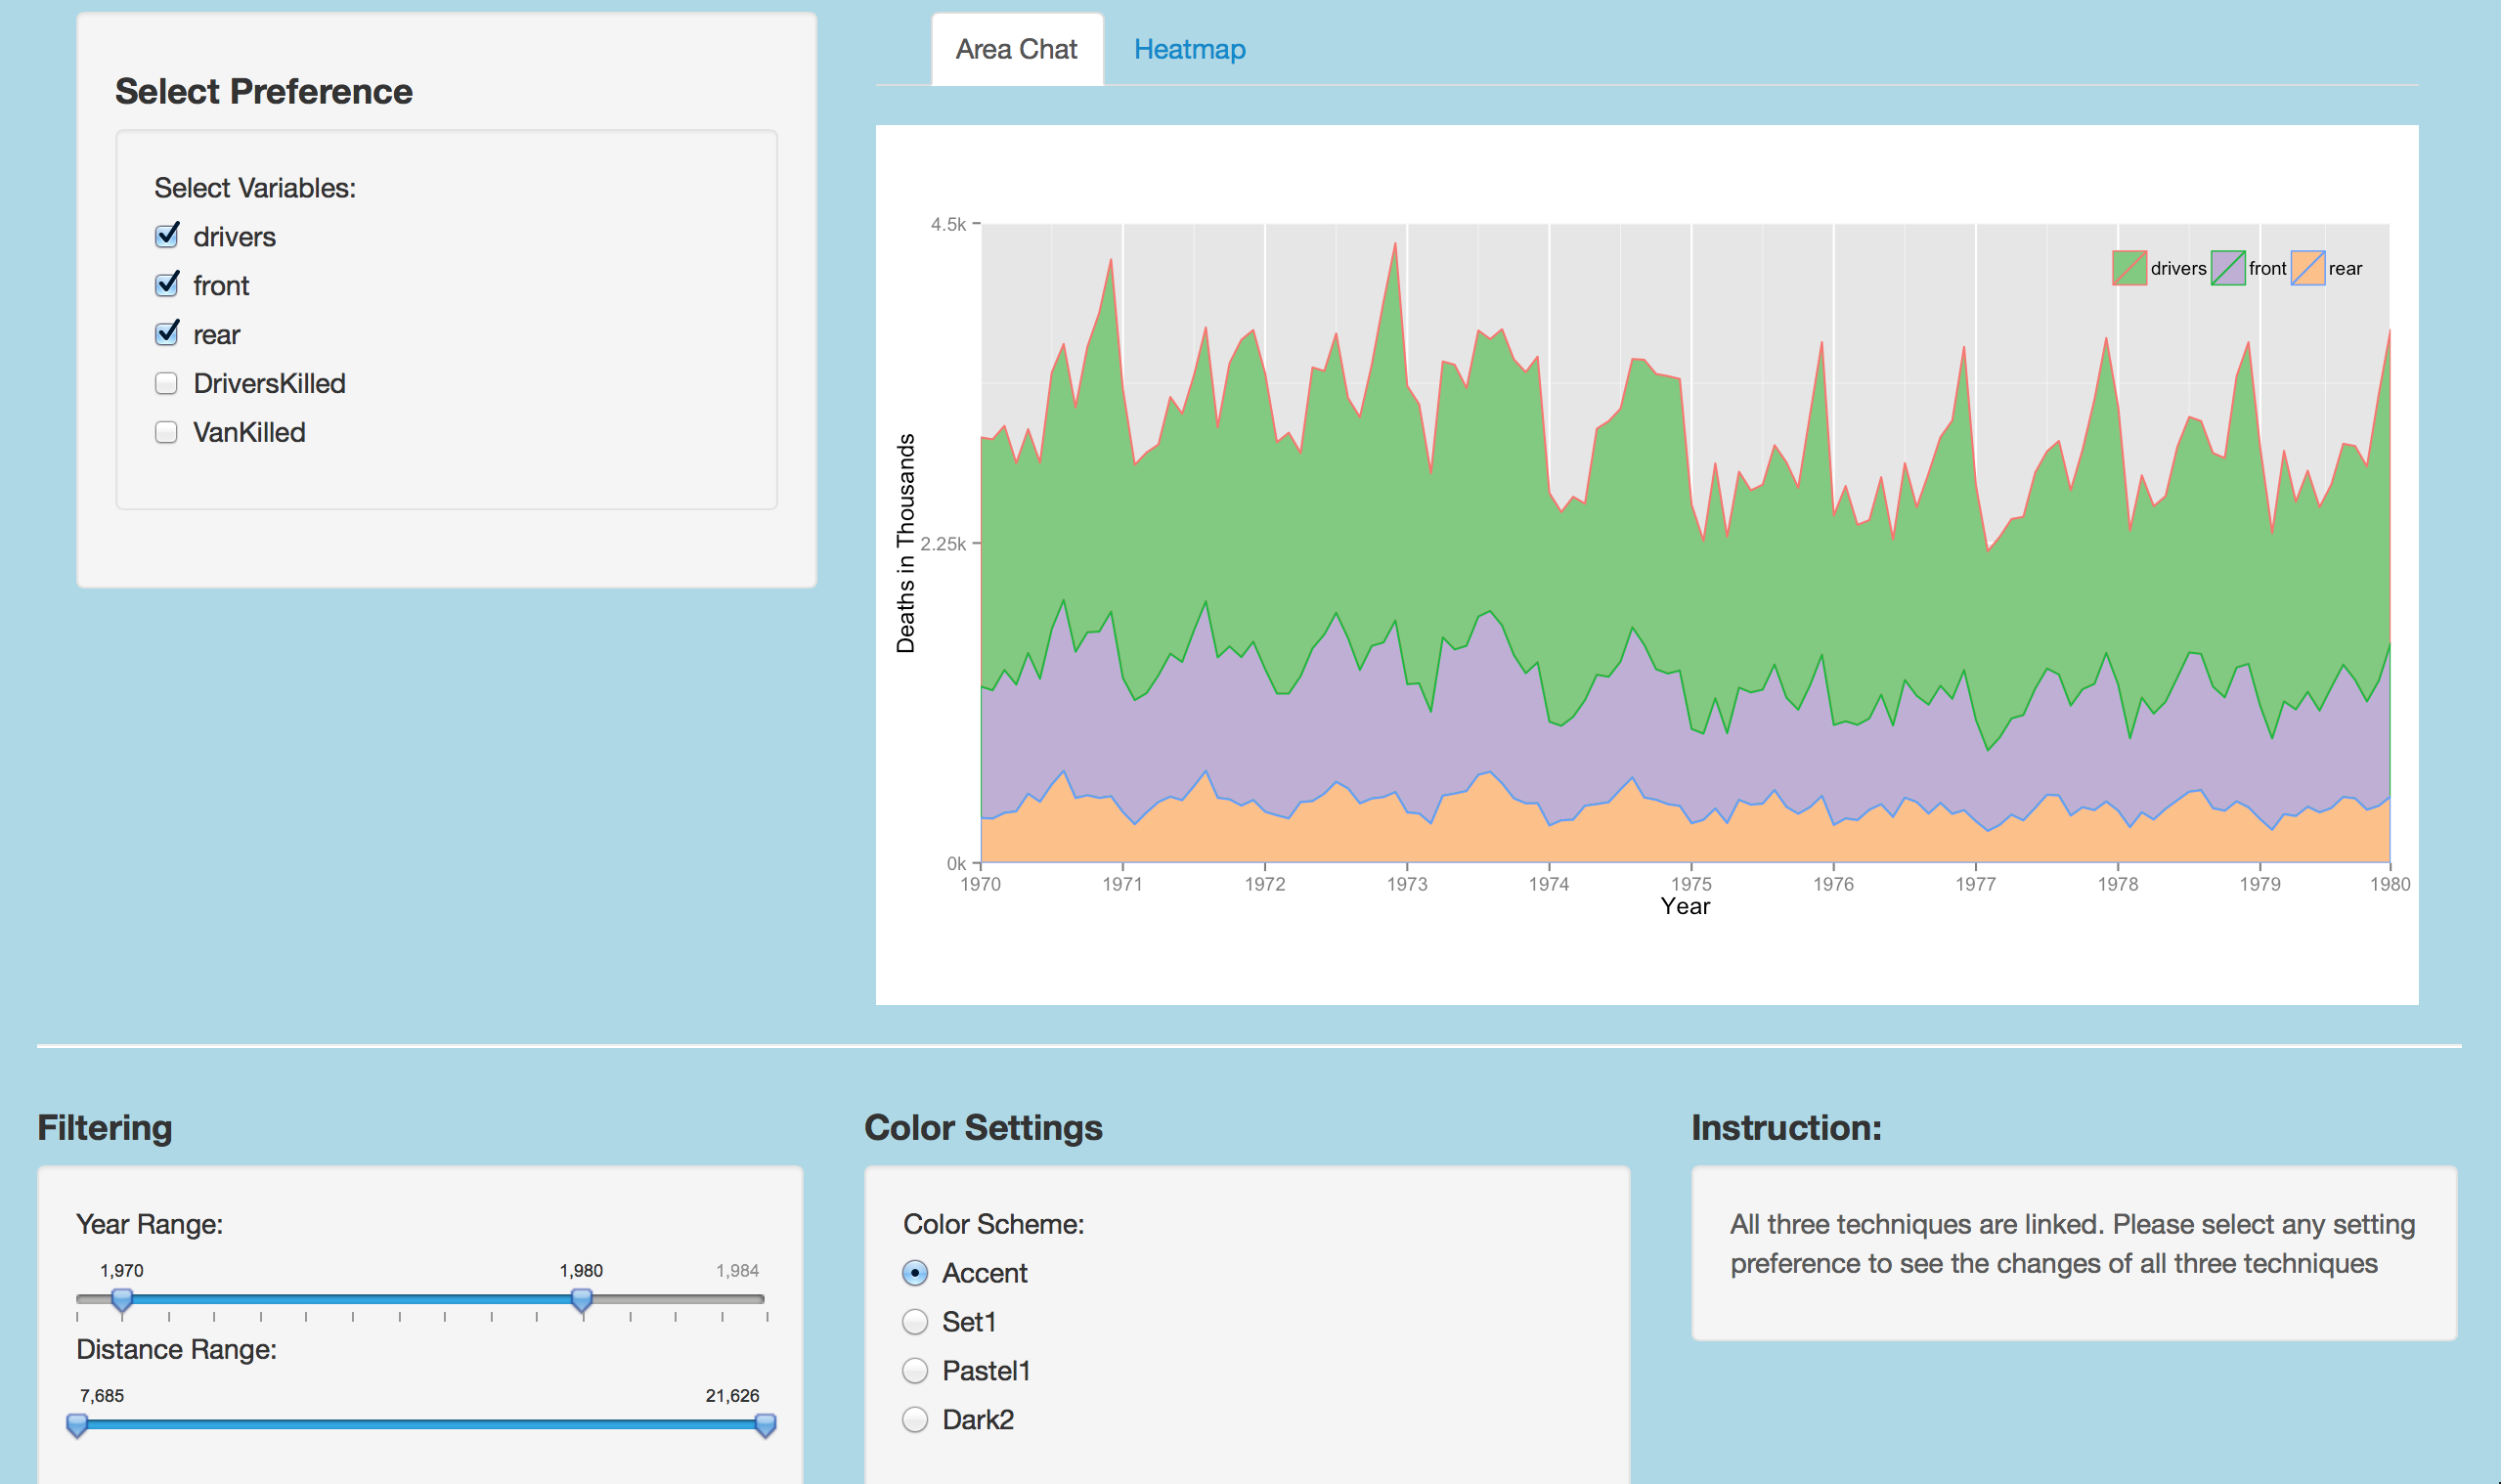 Select Preference
Select Variables:
drivers
front
rear
DriversKilled
VanKilled
Area Chat
Heatmap
4.5k
2.25k
0k
Deaths in Thousands
drivers front rear
1970 1971 1972 1973 1974 1975 1976 1977 1978 1979 1980
Year
Filtering
Year Range:
1,970 1,980 1,984
Distance Range:
7,685 21,626
Color Settings
Color Scheme:
Accent
Set1
Pastel1
Dark2
Instruction:
All three techniques are linked. Please select any setting
preference to see the changes of all three techniques